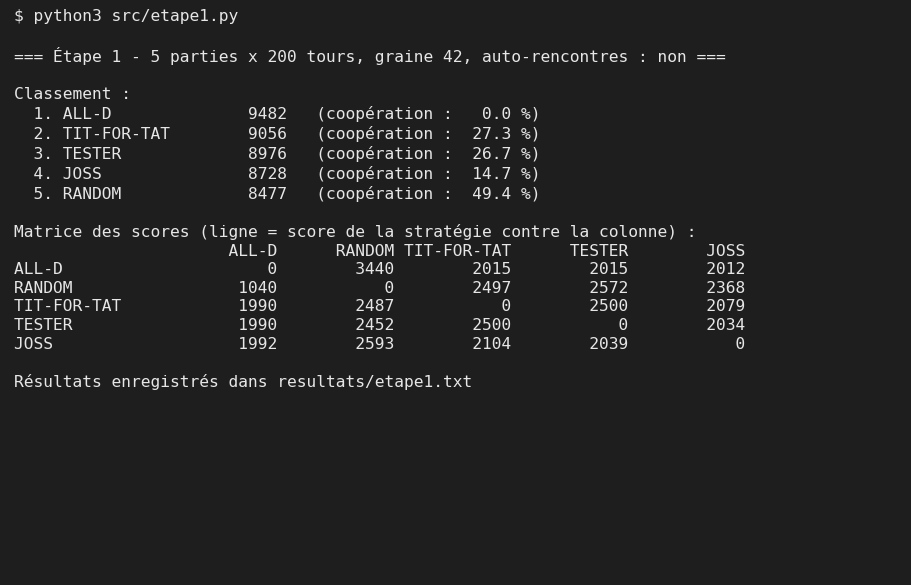 $ python3 src/etape1.py
=== Étape 1 - 5 parties x 200 tours, graine 42, auto-rencontres : non ===
Classement :
  1. ALL-D              9482   (coopération :   0.0 %)
  2. TIT-FOR-TAT        9056   (coopération :  27.3 %)
  3. TESTER             8976   (coopération :  26.7 %)
  4. JOSS               8728   (coopération :  14.7 %)
  5. RANDOM             8477   (coopération :  49.4 %)
Matrice des scores (ligne = score de la stratégie contre la colonne) :
                      ALL-D      RANDOM TIT-FOR-TAT      TESTER        JOSS
ALL-D                     0        3440        2015        2015        2012
RANDOM                 1040           0        2497        2572        2368
TIT-FOR-TAT            1990        2487           0        2500        2079
TESTER                 1990        2452        2500           0        2034
JOSS                   1992        2593        2104        2039           0
Résultats enregistrés dans resultats/etape1.txt